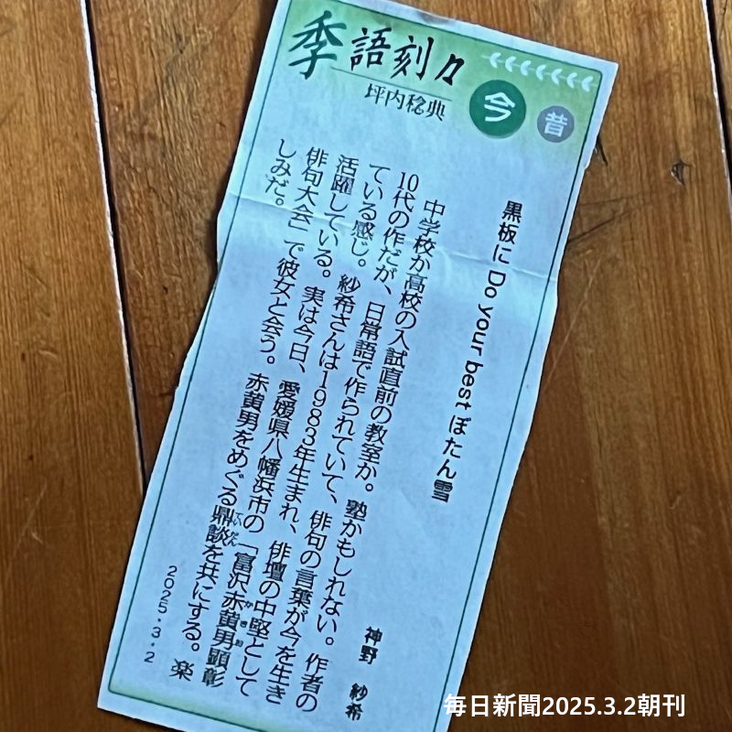 季語刻々
坪内稔典
今
昔
黒板に Do your best ぼたん雪
神野 紗希
中学校か高校の入試直前の教室か。塾かもしれない。作者の
10代の作だが、日常語で作られていて、俳句の言葉が今を生き
ている感じ。紗希さんは1983年生まれ、俳壇の中堅として
活躍している。実は今日、愛媛県八幡浜市の「富沢赤黄男顕彰
俳句大会」で彼女と会う。赤黄男をめぐる鼎談を共にする。楽
しみだ。
かきお
ていだん
2025・3・2
毎日新聞2025.3.2朝刊